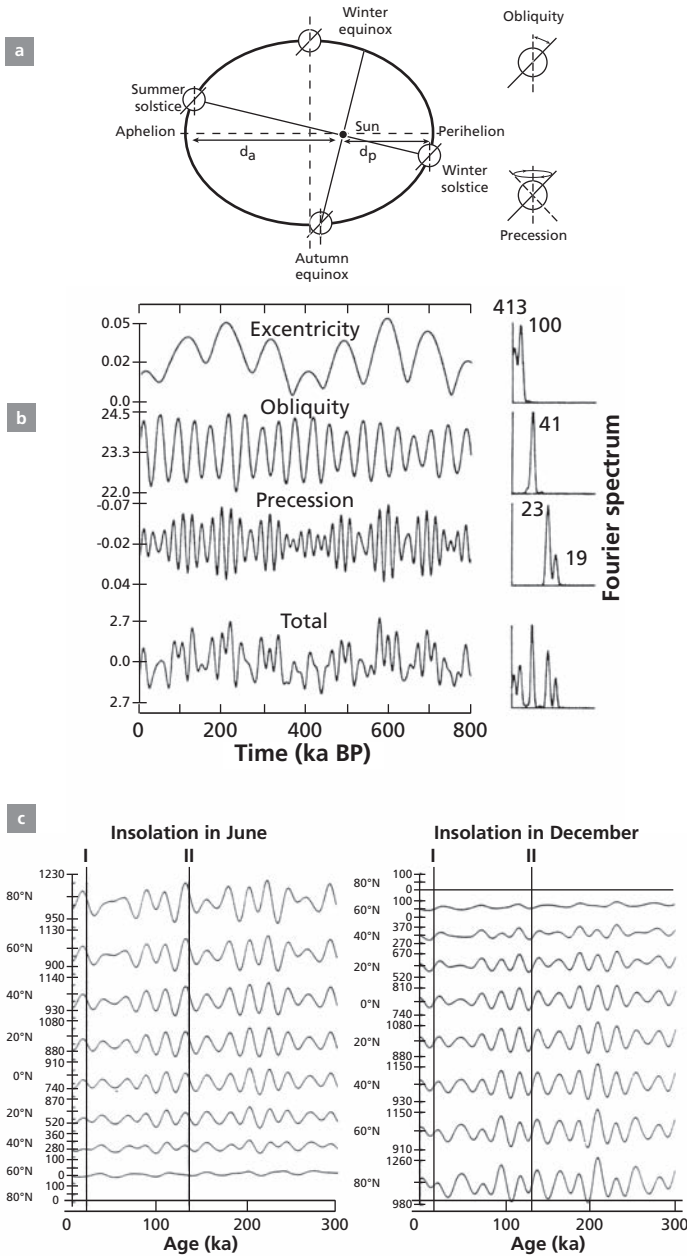 a
Winter
equinox
Obliquity
Summer
solstice
Aphelion
Sun
Perihelion
da
dp
Winter
solstice
Autumn
equinox
Precession
b
0.05
0.02
0.0
Excentricity
413
100
24.5
23.3
22.0
Obliquity
41
-0.07
-0.02
0.04
Precession
23
19
2.7
0.0
2.7
Total
Fourier spectrum
0 200 400 600 800
Time (ka BP)
c
Insolation in June
I II
80°N
60°N
40°N
20°N
0°N
20°N
40°N
60°N
80°N
1230
950
1130
900
1140
930
1080
880
910
740
870
520
360
280
100
0
100
0
0 100 200 300
Age (ka)
Insolation in December
I II
80°N
60°N
40°N
20°N
0°N
20°N
40°N
60°N
80°N
100
0
100
0
370
270
670
520
810
740
1080
880
1150
930
1150
910
1260
980
0 100 200 300
Age (ka)